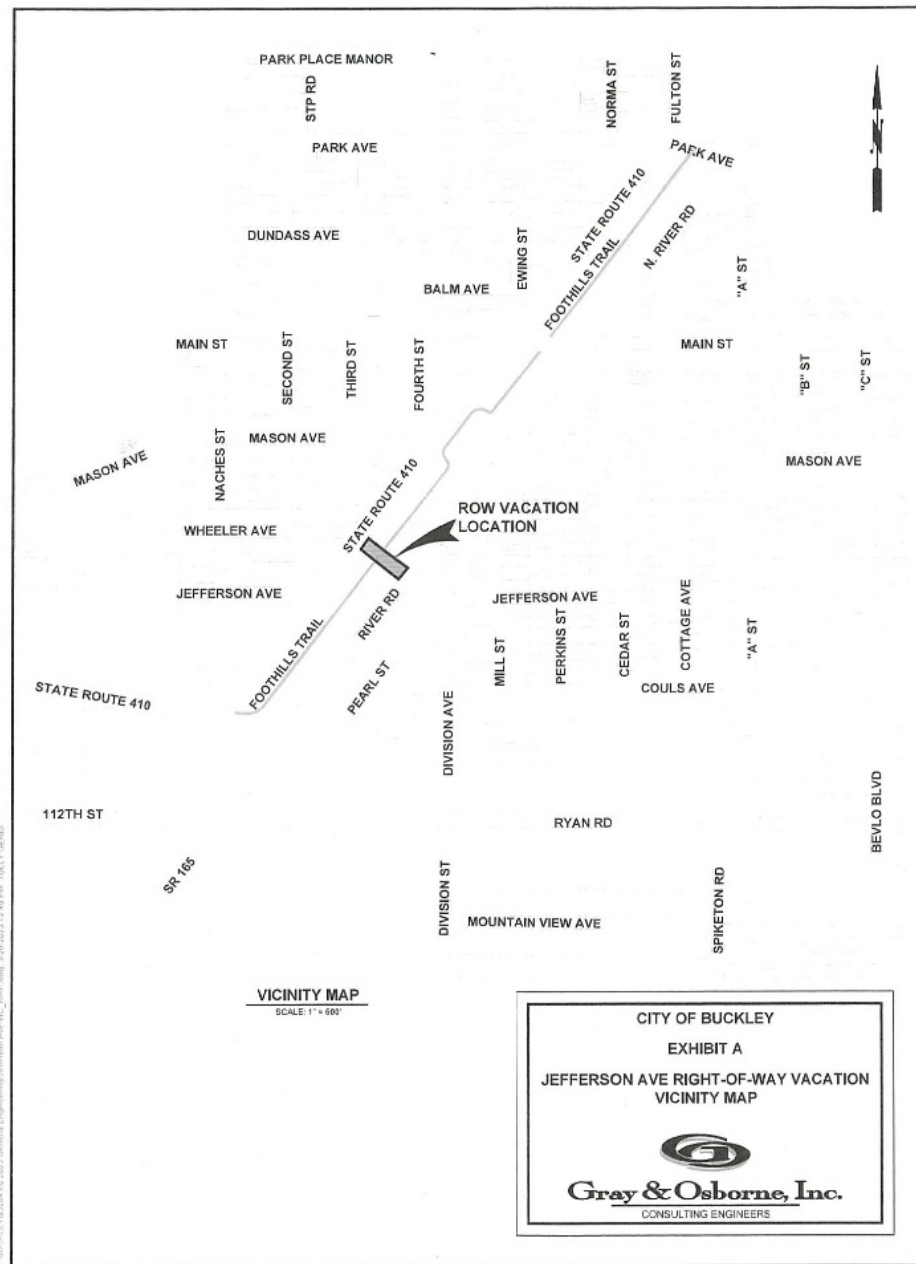 PARK PLACE MANOR
STP RD
NORMA ST
FULTON ST
PARK AVE
PARK AVE
N
STATE ROUTE 410
FOOTHILLS TRAIL
N. RIVER RD
DUNDASS AVE
EWING ST
"A" ST
BALM AVE
MAIN ST
SECOND ST
THIRD ST
FOURTH ST
MAIN ST
"B" ST
"C" ST
MASON AVE
NACHES ST
MASON AVE
MASON AVE
STATE ROUTE 410
ROW VACATION
LOCATION
WHEELER AVE
JEFFERSON AVE
RIVER RD
JEFFERSON AVE
FOOTHILLS TRAIL
PEARL ST
MILL ST
PERKINS ST
CEDAR ST
COTTAGE AVE
"A" ST
COULS AVE
STATE ROUTE 410
DIVISION AVE
112TH ST
RYAN RD
BEVLO BLVD
SR 165
DIVISION ST
MOUNTAIN VIEW AVE
SPIKETON RD
VICINITY MAP
SCALE: 1" = 600'
CITY OF BUCKLEY
EXHIBIT A
JEFFERSON AVE RIGHT-OF-WAY VACATION
VICINITY MAP
Gray & Osborne, Inc.
CONSULTING ENGINEERS